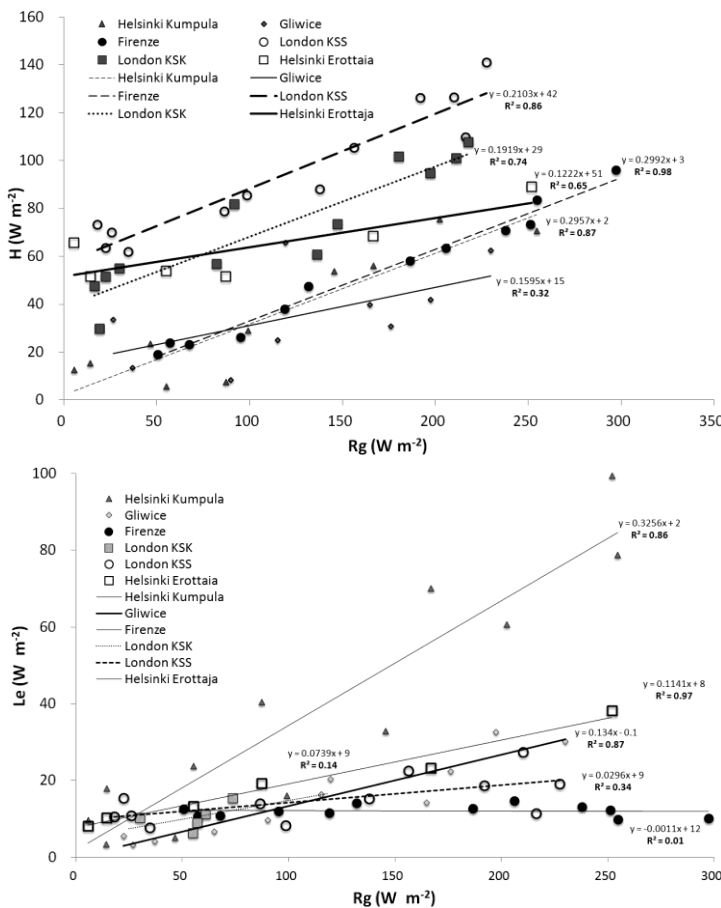 Helsinki Kumpula Gliwice
Firenze London KSS
London KSK Helsinki Erottaia
Helsinki Kumpula Gliwice
Firenze London KSS
London KSK Helsinki Erottaja
160
140
120
100
80
60
40
20
0
H (W m-2)
y = 0.2103x + 42
R² = 0.86
y = 0.1919x + 29
R² = 0.74
y = 0.2992x + 3
R² = 0.98
y = 0.1222x + 51
R² = 0.65
y = 0.2957x + 2
R² = 0.87
y = 0.1595x + 15
R² = 0.32
0 50 100 150 200 250 300 350
Rg (W m-2)
100
80
60
40
20
0
Le (W m-2)
Helsinki Kumpula
Gliwice
Firenze
London KSK
London KSS
Helsinki Erottaia
Helsinki Kumpula
Gliwice
Firenze
London KSK
London KSS
Helsinki Erottaja
y = 0.3256x + 2
R² = 0.86
y = 0.1141x + 8
R² = 0.97
y = 0.0739x + 9
R² = 0.14
y = 0.134x - 0.1
R² = 0.87
y = 0.0296x + 9
R² = 0.34
y = -0.0011x + 12
R² = 0.01
0 50 100 150 200 250 300
Rg (W m-2)